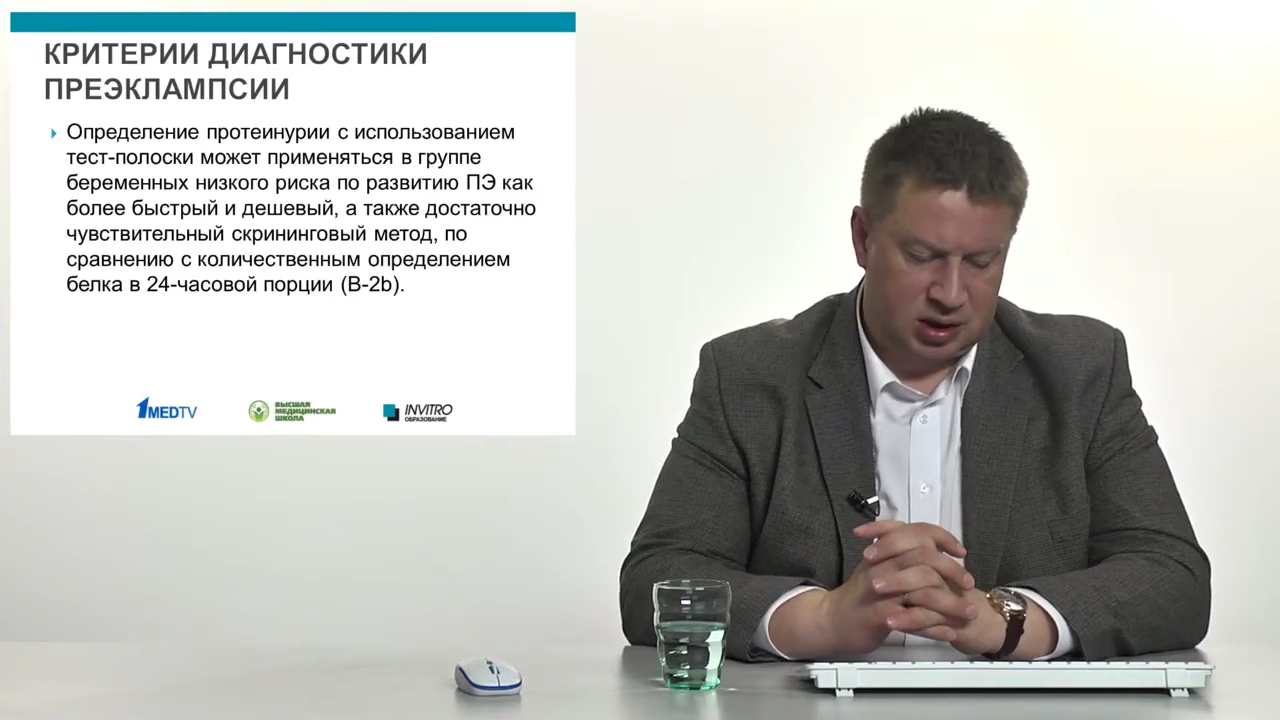 КРИТЕРИИ ДИАГНОСТИКИ
ПРЕЭКЛАМПСИИ
Определение протеинурии с использованием
тест-полоски может применяться в группе
беременных низкого риска по развитию ПЭ как
более быстрый и дешевый, а также достаточно
чувствительный скрининговый метод, по
сравнению с количественным определением
белка в 24-часовой порции (B-2b).
1MEDTV
ВЫСШАЯ
МЕДИЦИНСКАЯ
ШКОЛА
INVITRO
ОБРАЗОВАНИЕ